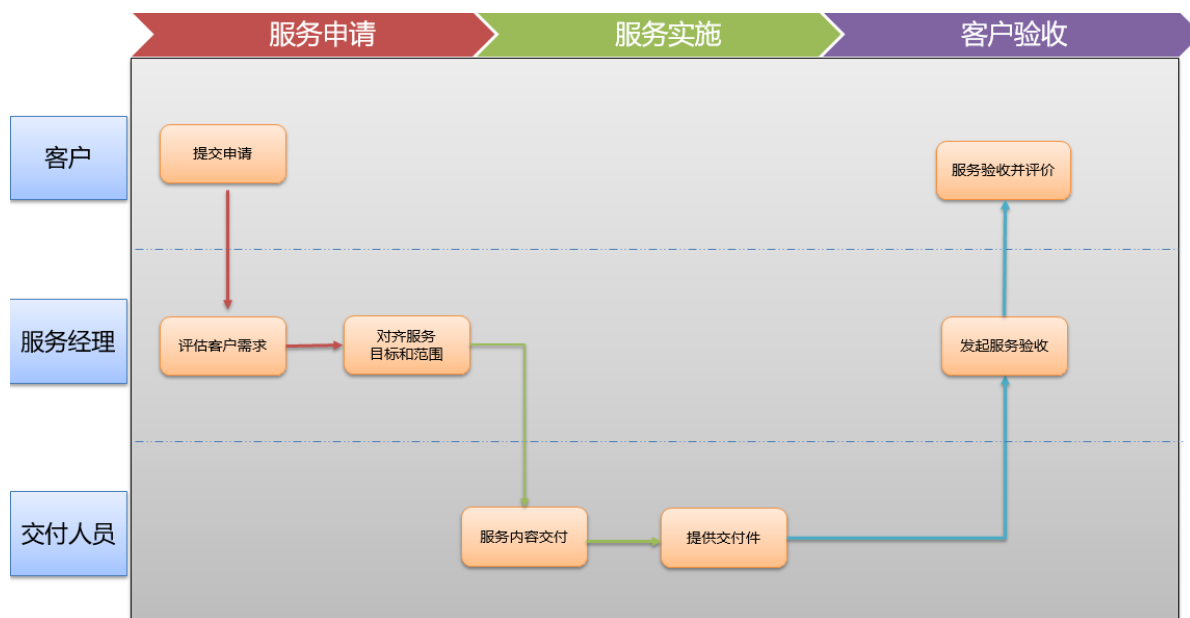 服务申请
服务实施
客户验收
客户
提交申请
服务验收并评价
服务经理
评估客户需求
对齐服务
目标和范围
发起服务验收
交付人员
服务内容交付
提供交付件